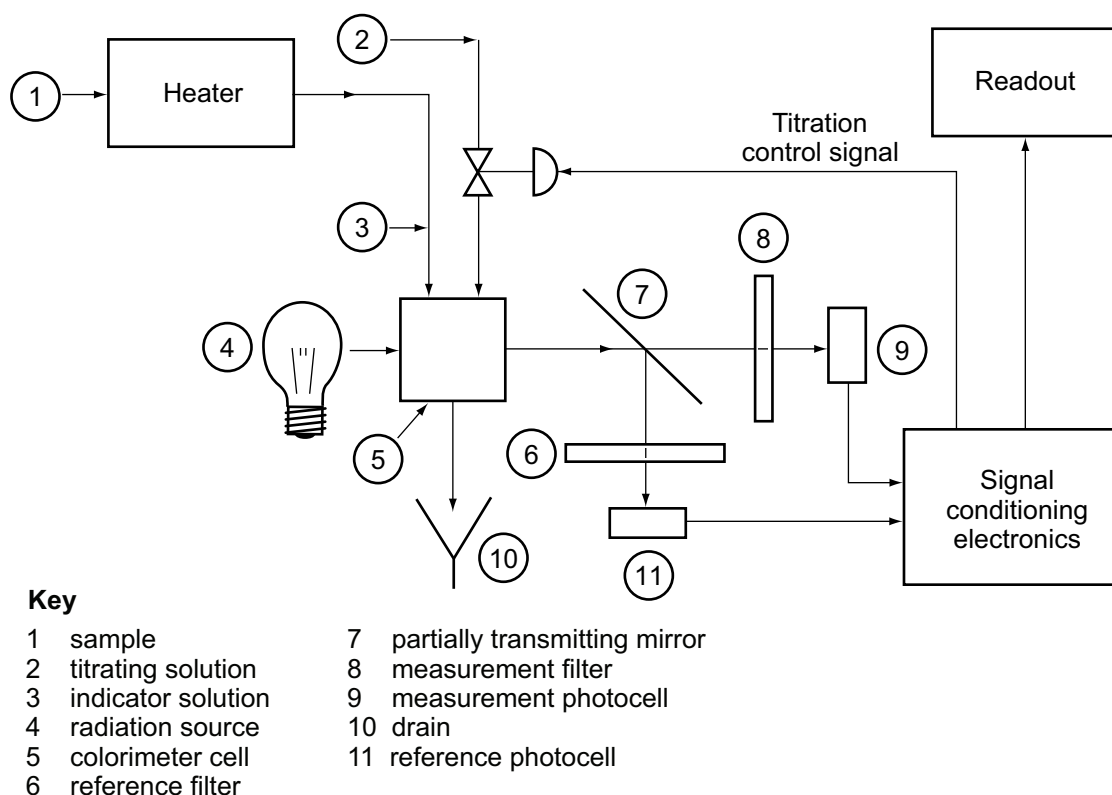 2
1
Heater
Readout
Titration
control signal
3
8
7
4
9
5
6
Signal
conditioning
electronics
10
11
Key
1 sample
2 titrating solution
3 indicator solution
4 radiation source
5 colorimeter cell
6 reference filter
7 partially transmitting mirror
8 measurement filter
9 measurement photocell
10 drain
11 reference photocell